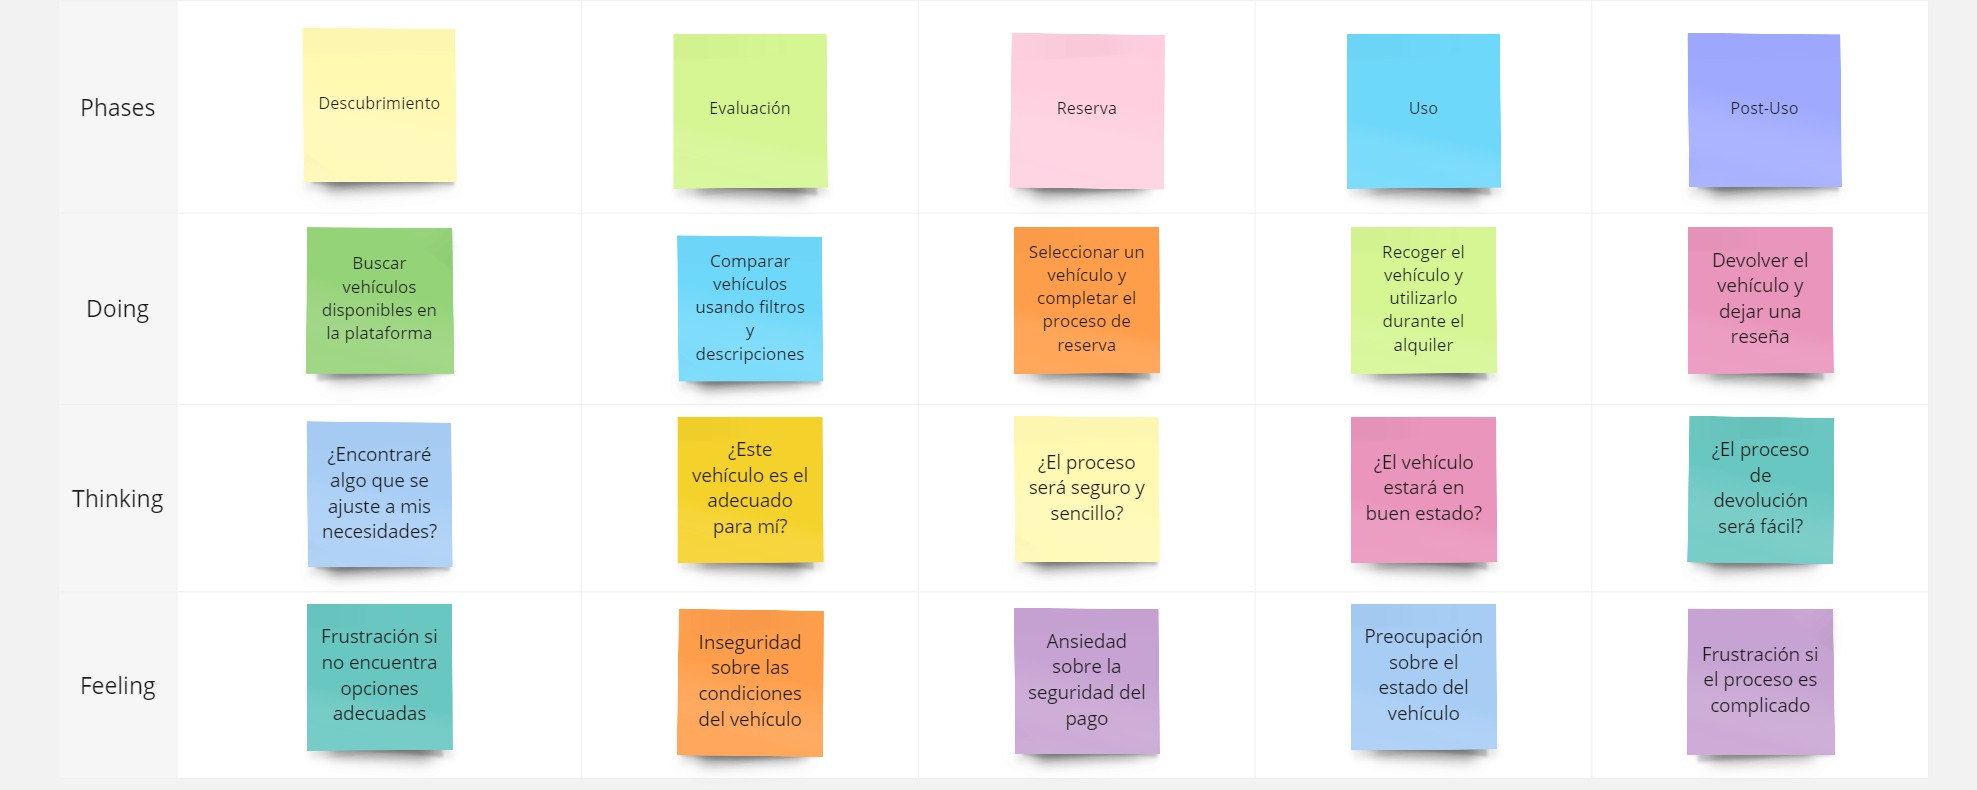 Phases
Descubrimiento
Evaluación
Reserva
Uso
Post-Uso
Doing
Buscar
vehículos
disponibles en
la plataforma
Comparar
vehículos
usando filtros
y
descripciones
Seleccionar un
vehículo y
completar el
proceso de
reserva
Recoger el
vehículo y
utilizarlo
durante el
alquiler
Devolver el
vehículo y
dejar una
reseña
Thinking
¿Encontraré
algo que se
ajuste a mis
necesidades?
¿Este
vehículo es el
adecuado
para mí?
¿El proceso
será seguro y
sencillo?
¿El vehículo
estará en
buen estado?
¿El proceso
de
devolución
será fácil?
Feeling
Frustración si
no encuentra
opciones
adecuadas
Inseguridad
sobre las
condiciones
del vehículo
Ansiedad
sobre la
seguridad del
pago
Preocupación
sobre el
estado del
vehículo
Frustración si
el proceso es
complicado